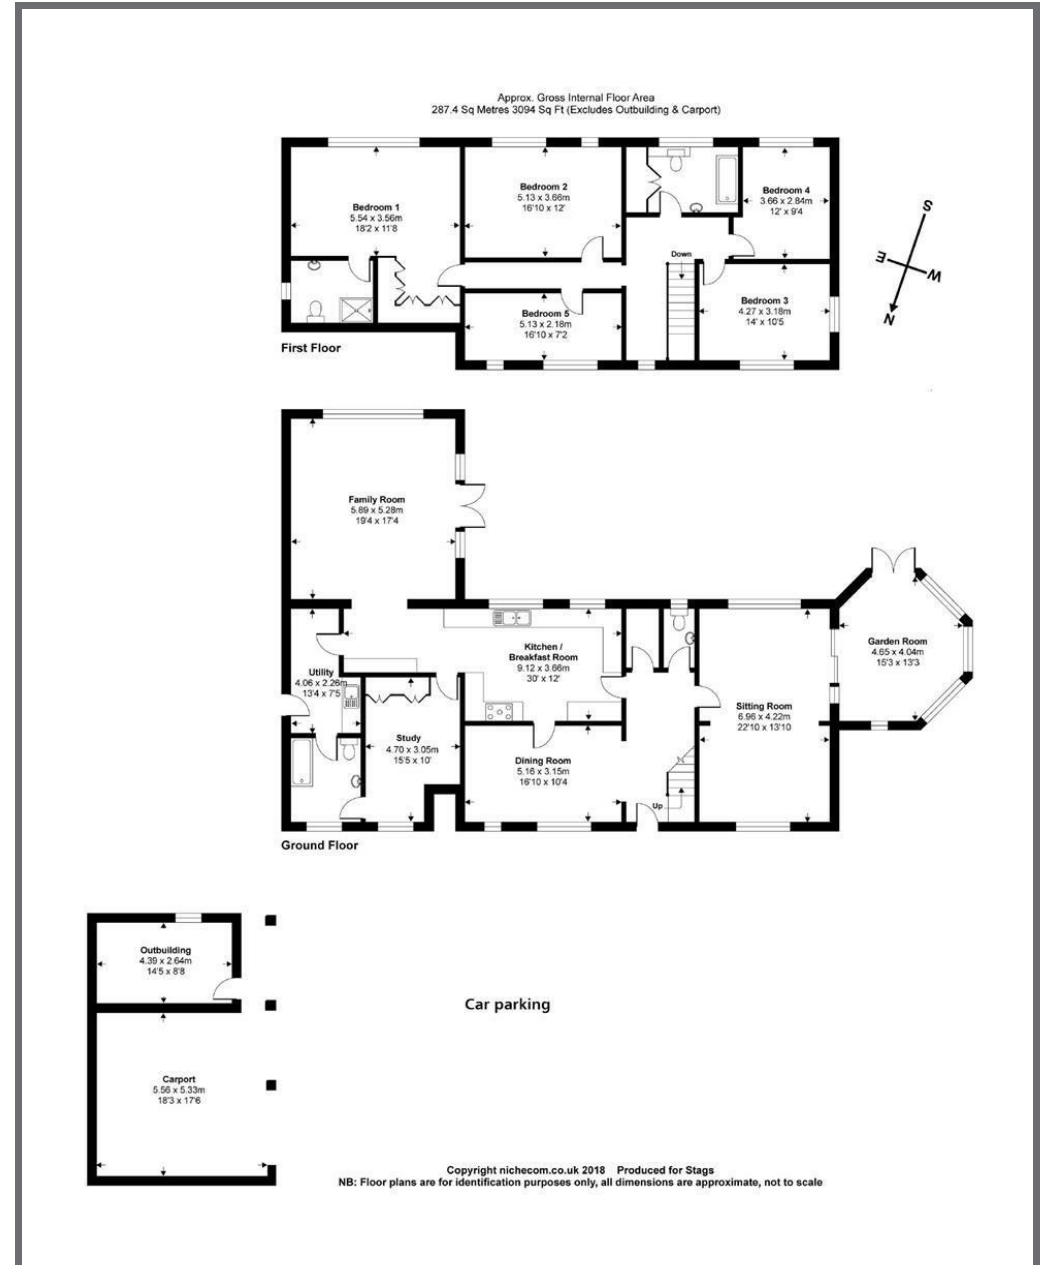 Approx. Gross Internal Floor Area
287.4 Sq Metres 3094 Sq Ft (Excludes Outbuilding & Carport)
Bedroom 1
5.54 x 3.56m
18'2 x 11'8
Bedroom 2
5.13 x 3.66m
16'10 x 12'
Bedroom 4
3.66 x 2.84m
12' x 9'4
Down
Bedroom 5
5.13 x 2.18m
16'10 x 7'2
Bedroom 3
4.27 x 3.18m
14' x 10'5
S
E
W
N
First Floor
Family Room
5.89 x 5.28m
19'4 x 17'4
Kitchen /
Breakfast Room
9.12 x 3.66m
30' x 12'
Garden Room
4.65 x 4.04m
15'3 x 13'3
Utility
4.06 x 2.26m
13'4 x 7'5
Sitting Room
6.96 x 4.22m
22'10 x 13'10
Study
4.70 x 3.05m
15'5 x 10'
Dining Room
5.16 x 3.15m
16'10 x 10'4
Up
Ground Floor
Outbuilding
4.39 x 2.64m
14'5 x 8'8
Car parking
Carport
5.56 x 5.33m
18'3 x 17'6
Copyright nichecom.co.uk 2018 Produced for Stags
NB: Floor plans are for identification purposes only, all dimensions are approximate, not to scale